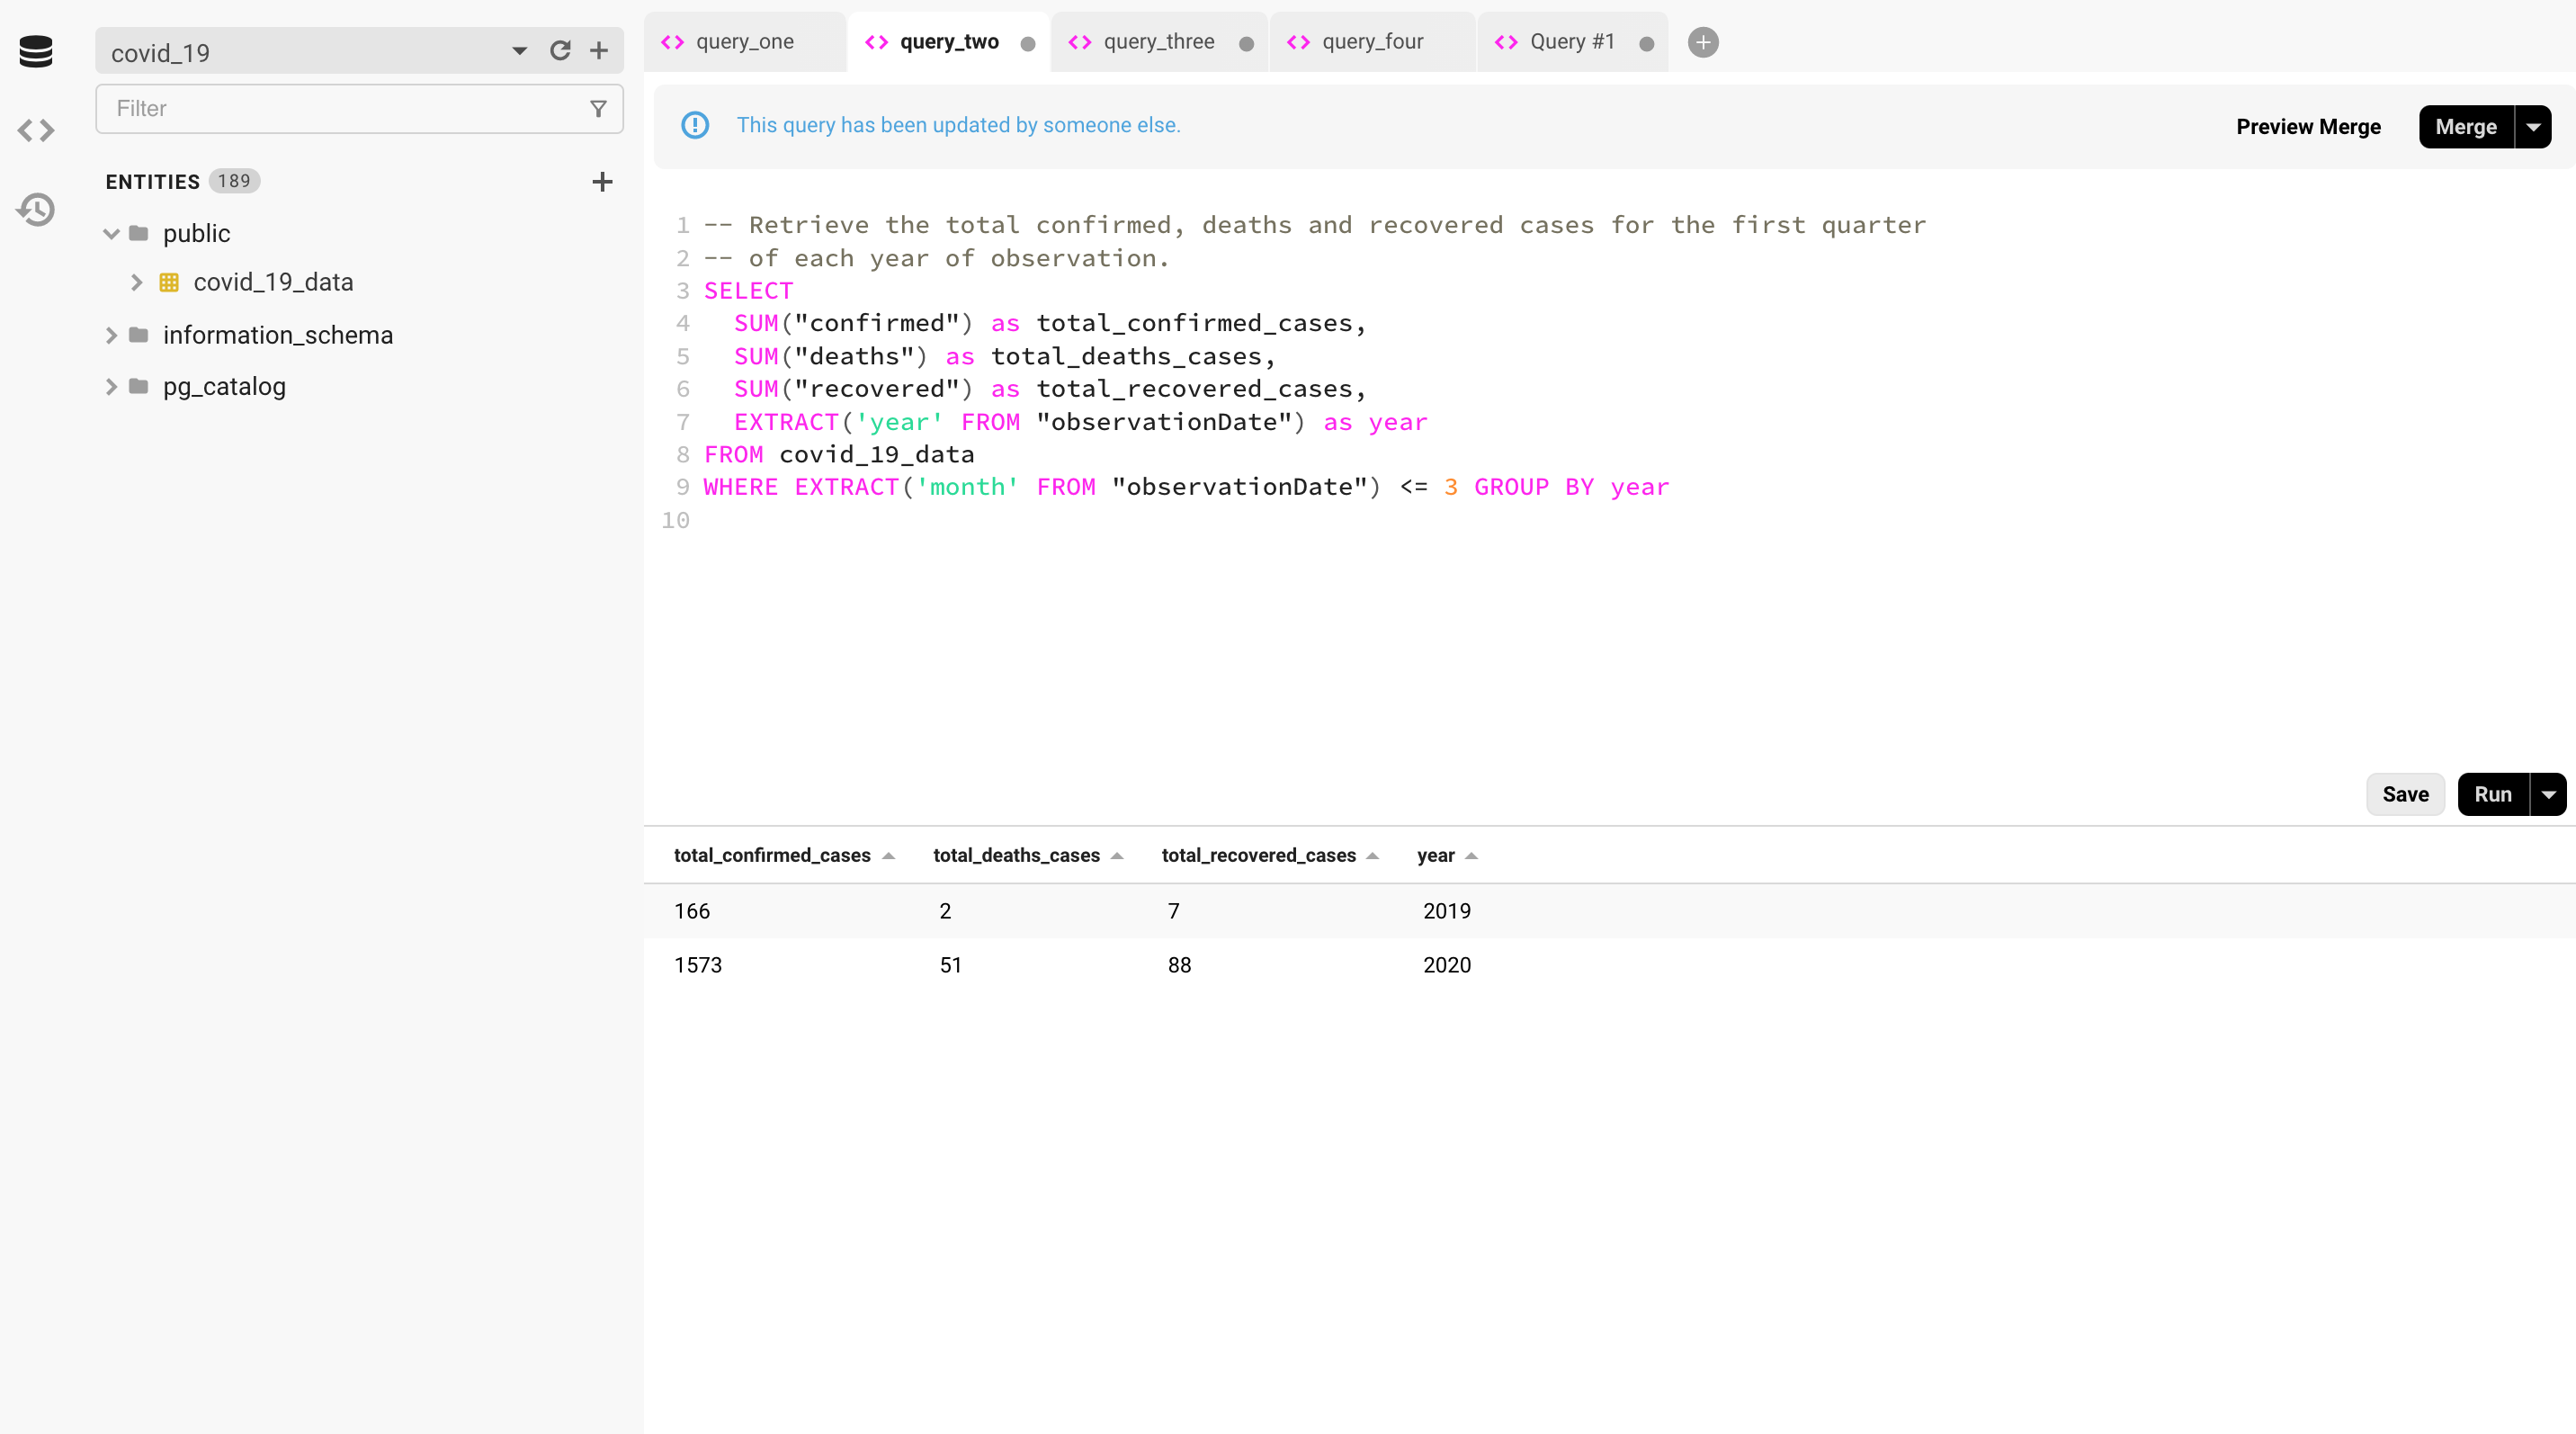 covid_19
Filter
ENTITIES 189
public
covid_19_data
information_schema
pg_catalog
query_one
query_two
query_three
query_four
Query #1
This query has been updated by someone else.
Preview Merge
Merge
1 -- Retrieve the total confirmed, deaths and recovered cases for the first quarter
2 -- of each year of observation.
3 SELECT
4 SUM("confirmed") as total_confirmed_cases,
5 SUM("deaths") as total_deaths_cases,
6 SUM("recovered") as total_recovered_cases,
7 EXTRACT('year' FROM "observationDate") as year
8 FROM covid_19_data
9 WHERE EXTRACT('month' FROM "observationDate") <= 3 GROUP BY year
10
Save
Run
total_confirmed_cases total_deaths_cases total_recovered_cases year
166 2 7 2019
1573 51 88 2020